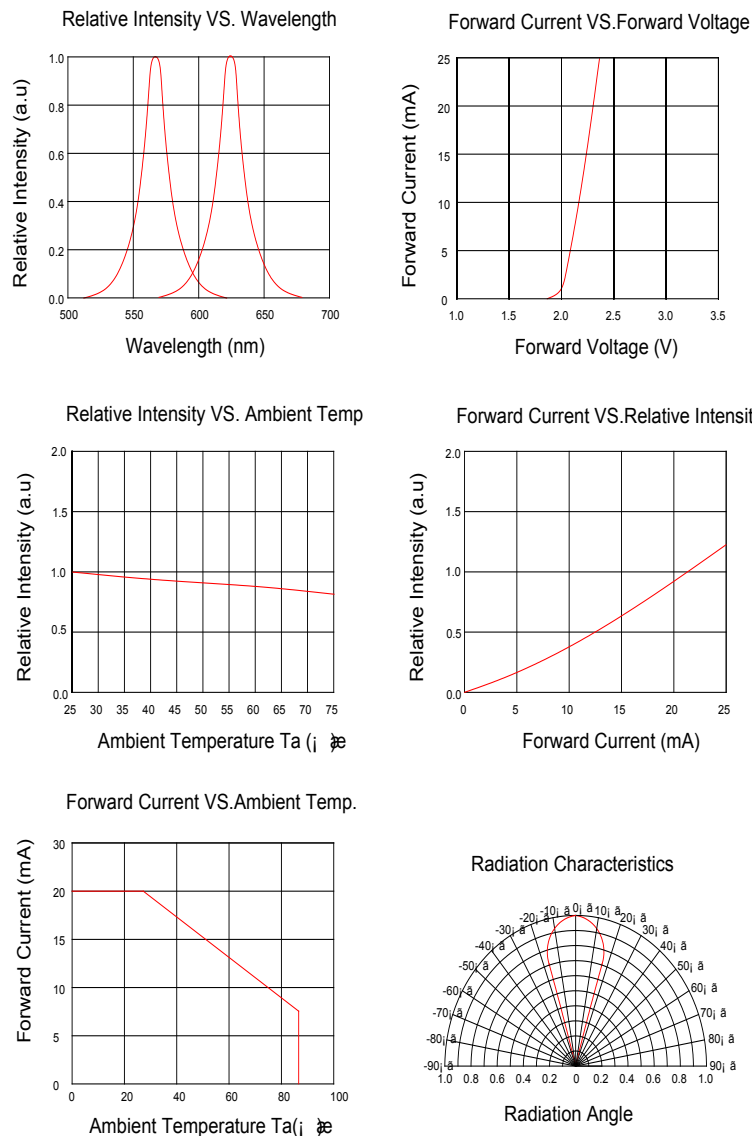 Relative Intensity VS. Wavelength
Relative Intensity (a.u)
1.0
0.8
0.6
0.4
0.2
0.0
500 550 600 650 700
Wavelength (nm)
Forward Current VS.Forward Voltage
Forward Current (mA)
25
20
15
10
5
0
1.0 1.5 2.0 2.5 3.0 3.5
Forward Voltage (V)
Relative Intensity VS. Ambient Temp
Relative Intensity (a.u)
2.0
1.5
1.0
0.5
0.0
25 30 35 40 45 50 55 60 65 70 75
Ambient Temperature Ta (¡ æ
Forward Current VS.Relative Intensit
Relative Intensity (a.u)
2.0
1.5
1.0
0.5
0.0
0 5 10 15 20 25
Forward Current (mA)
Forward Current VS.Ambient Temp.
Forward Current (mA)
30
20
15
10
5
0
0 20 40 60 80 100
Ambient Temperature Ta(¡ æ
Radiation Characteristics
-90¡ ã -80¡ ã -70¡ ã -60¡ ã -50¡ ã -40¡ ã -30¡ ã -20¡ ã -10¡ ã 0¡ ã 10¡ ã 20¡ ã 30¡ ã 40¡ ã 50¡ ã 60¡ ã 70¡ ã 80¡ ã 90¡ ã
1.0 0.8 0.6 0.4 0.2 0 0.2 0.4 0.6 0.8 1.0
Radiation Angle